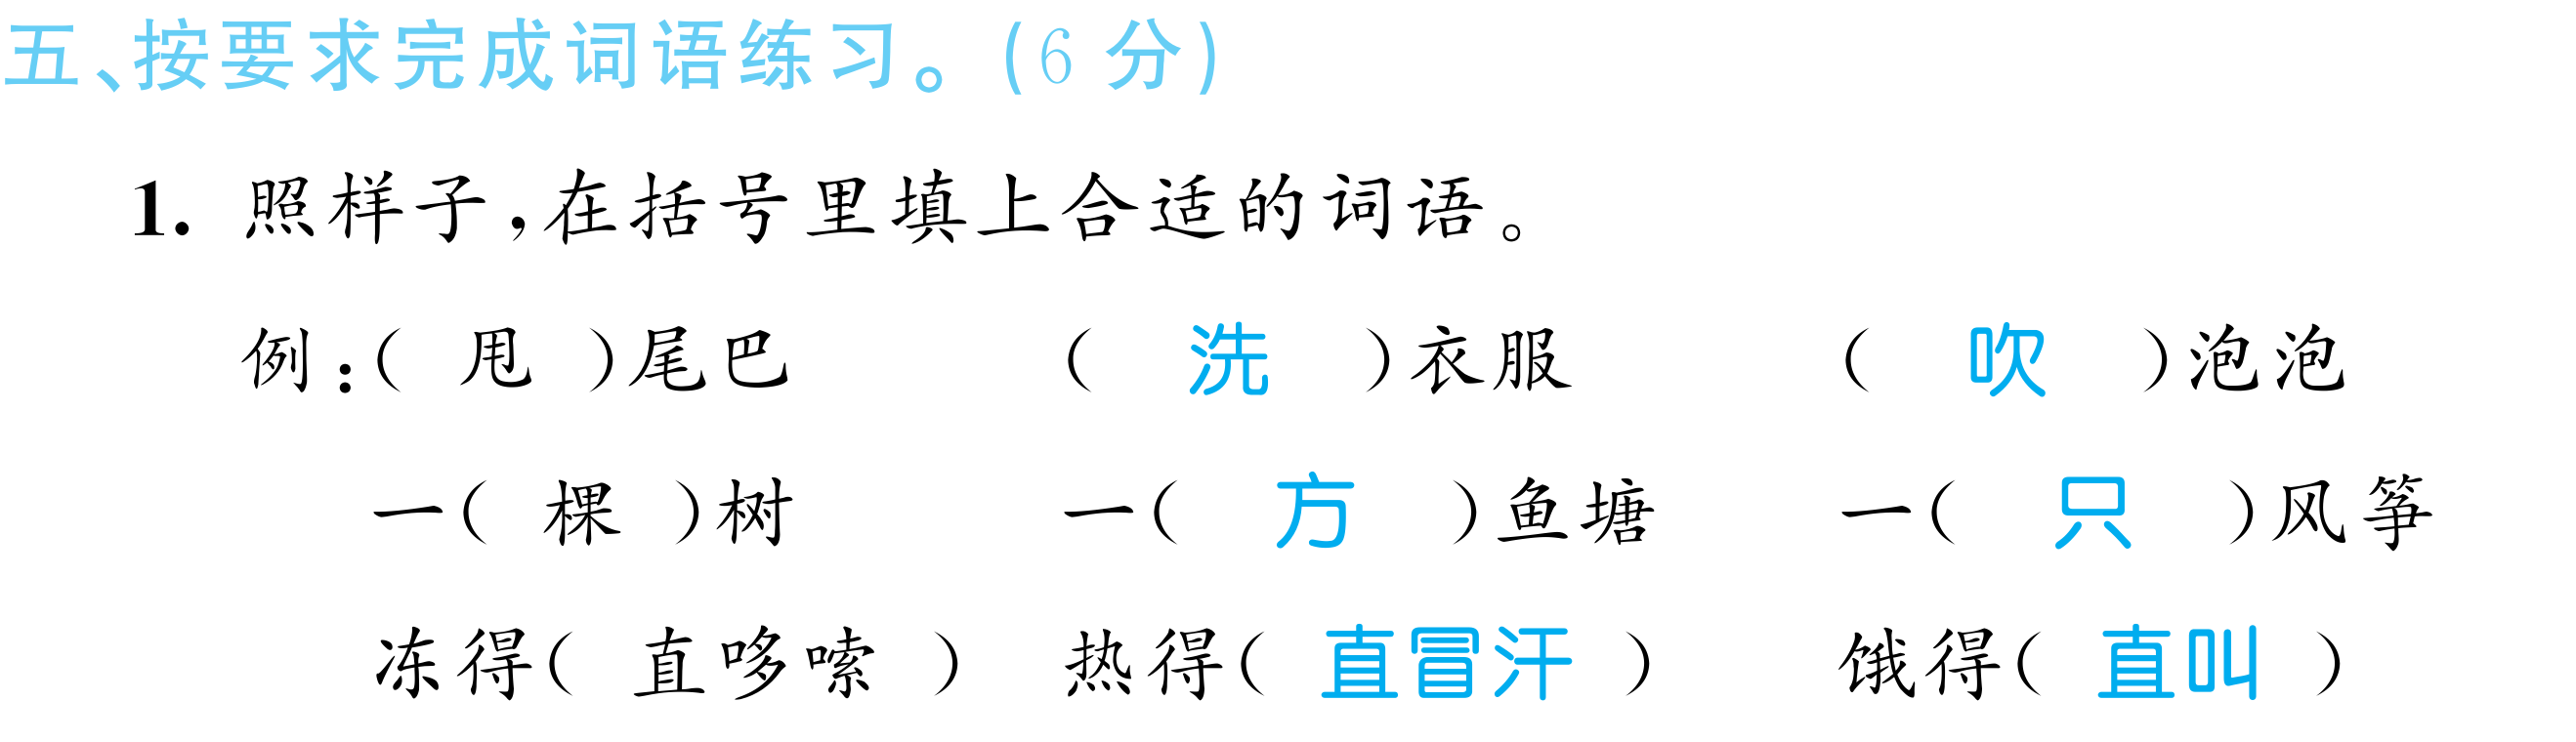 五、按要求完成词语练习。(6 分)
1. 照样子,在括号里填上合适的词语。
例:( 甩 )尾巴 ( 洗 )衣服 ( 吹 )泡泡
一( 棵 )树 一( 方 )鱼塘 一( 只 )风筝
冻得( 直哆嗦 ) 热得( 直冒汗 ) 饿得( 直叫 )